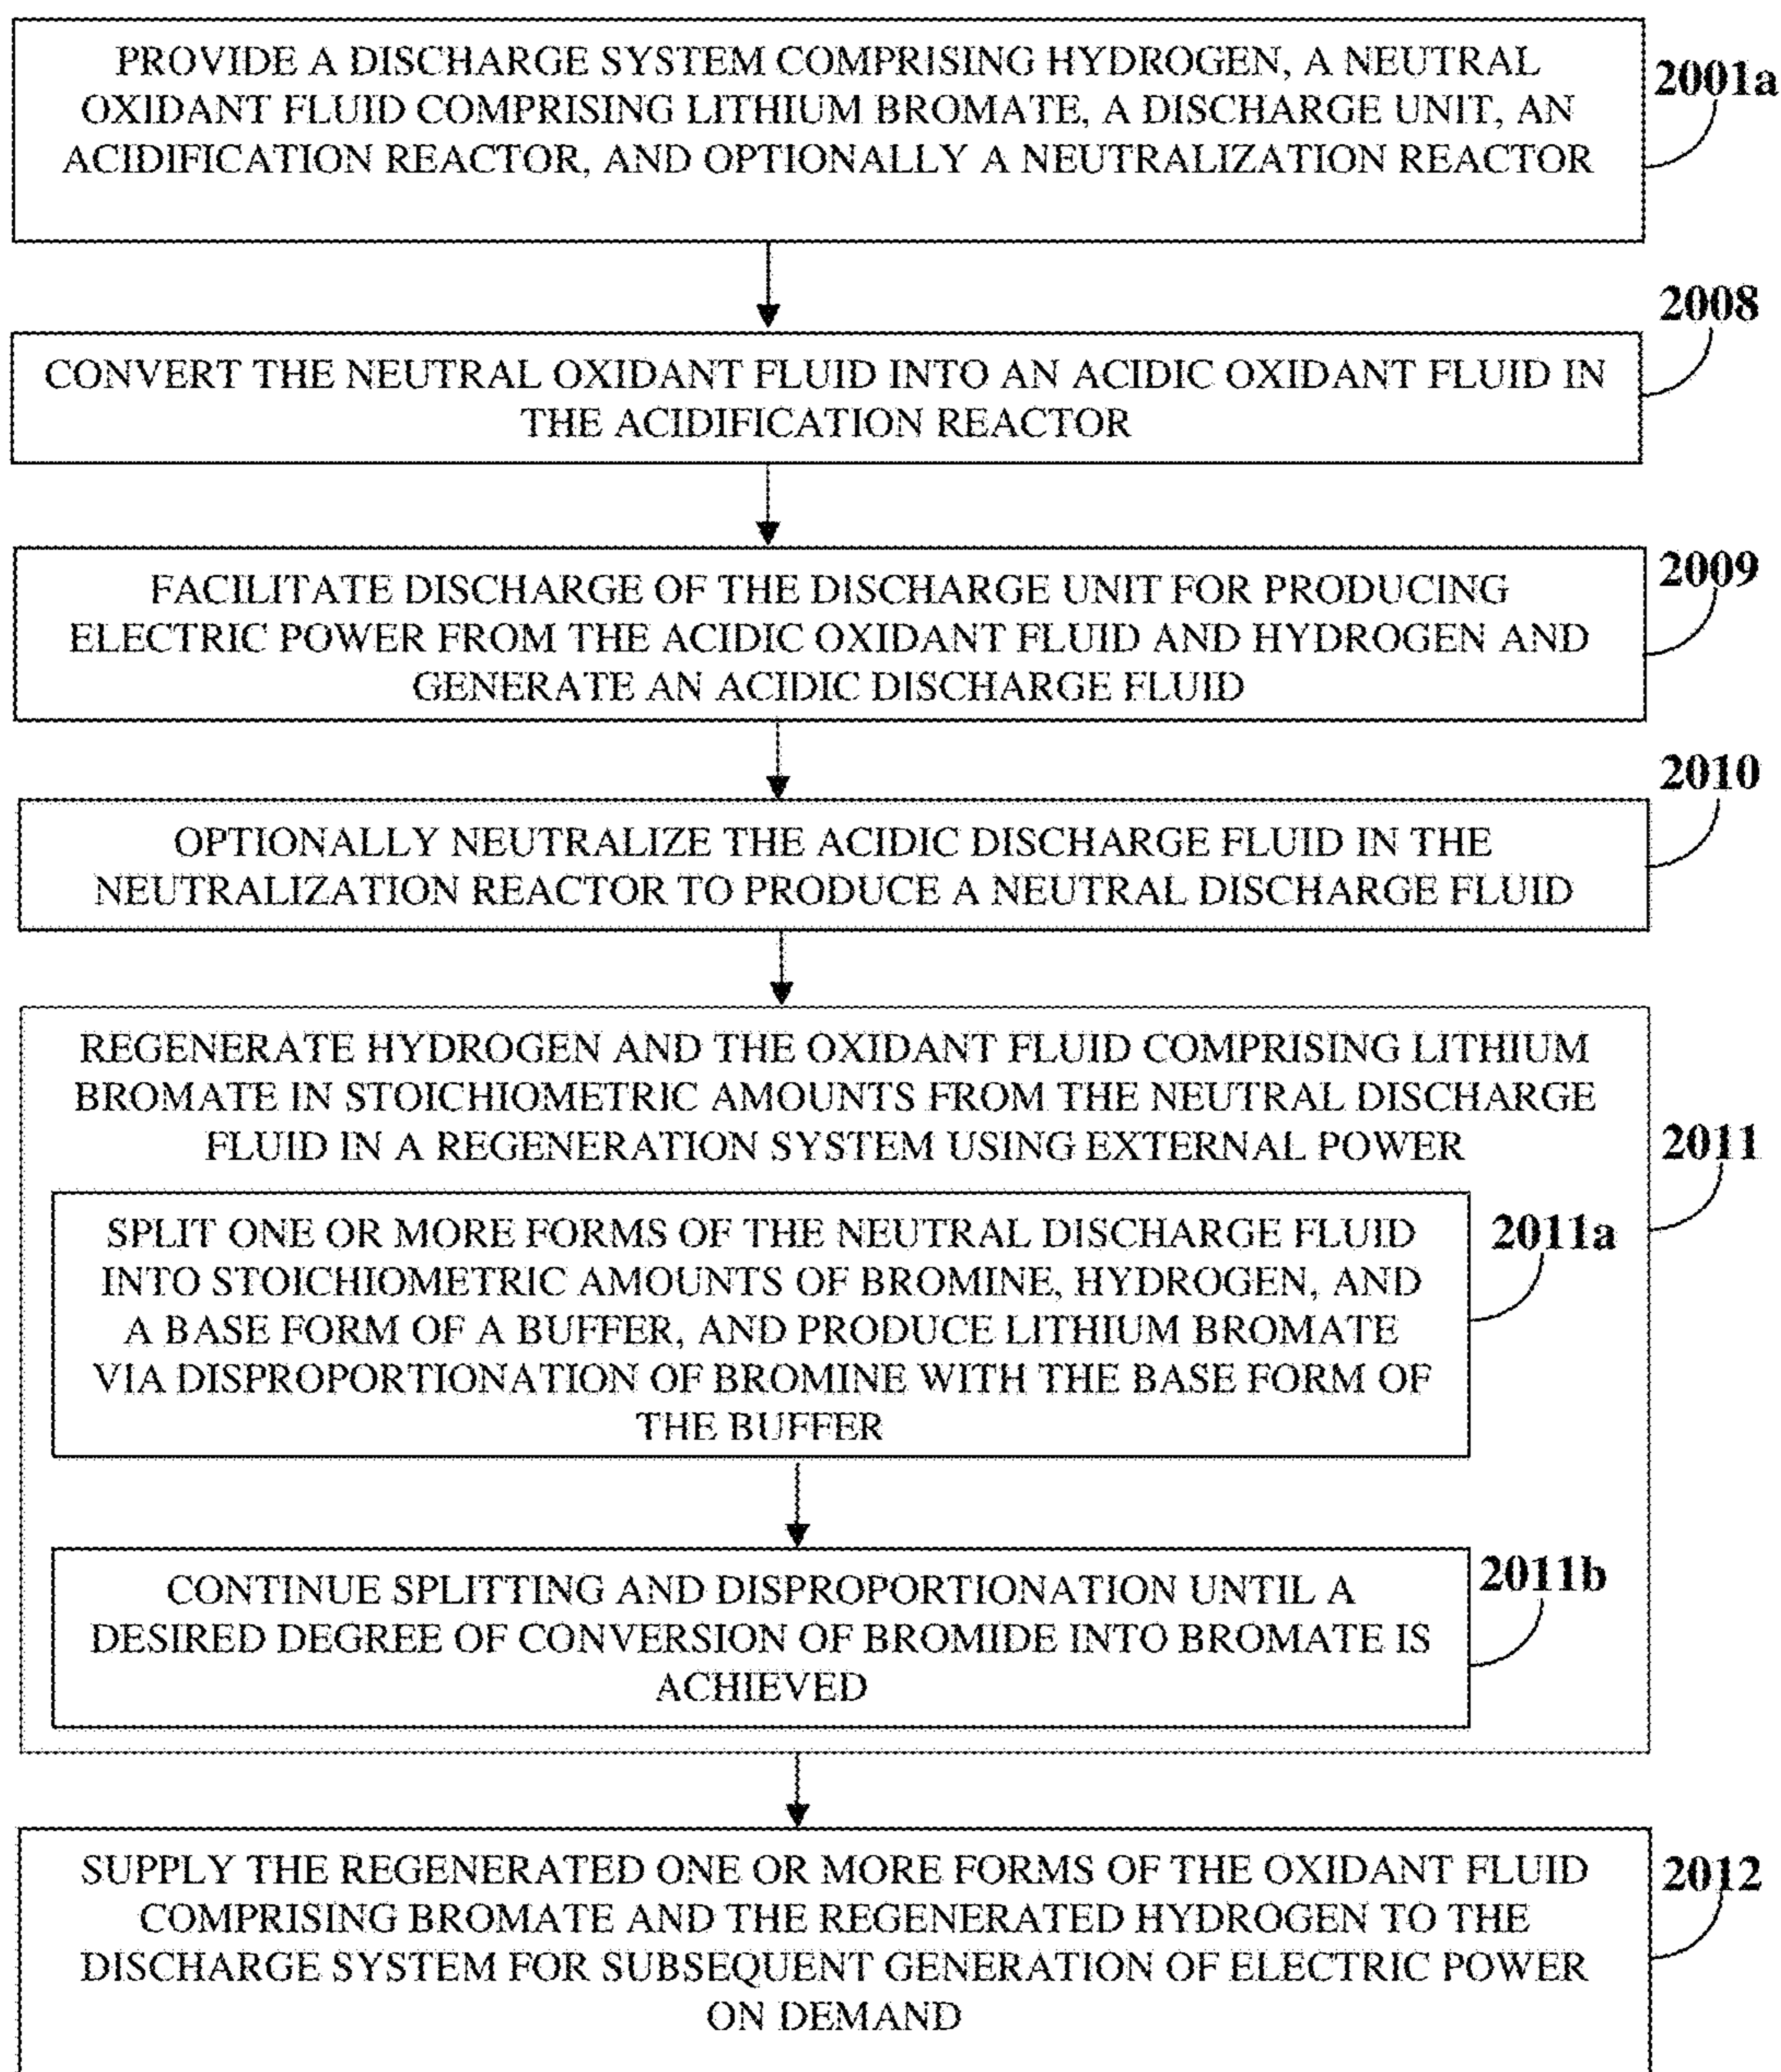 PROVIDE A DISCHARGE SYSTEM COMPRISING HYDROGEN, A NEUTRAL
OXIDANT FLUID COMPRISING LITHIUM BROMATE, A DISCHARGE UNIT, AN
ACIDIFICATION REACTOR, AND OPTIONALLY A NEUTRALIZATION REACTOR
2001a
CONVERT THE NEUTRAL OXIDANT FLUID INTO AN ACIDIC OXIDANT FLUID IN
THE ACIDIFICATION REACTOR
2008
FACILITATE DISCHARGE OF THE DISCHARGE UNIT FOR PRODUCING
ELECTRIC POWER FROM THE ACIDIC OXIDANT FLUID AND HYDROGEN AND
GENERATE AN ACIDIC DISCHARGE FLUID
2009
OPTIONALLY NEUTRALIZE THE ACIDIC DISCHARGE FLUID IN THE
NEUTRALIZATION REACTOR TO PRODUCE A NEUTRAL DISCHARGE FLUID
2010
REGENERATE HYDROGEN AND THE OXIDANT FLUID COMPRISING LITHIUM
BROMATE IN STOICHIOMETRIC AMOUNTS FROM THE NEUTRAL DISCHARGE
FLUID IN A REGENERATION SYSTEM USING EXTERNAL POWER
2011
SPLIT ONE OR MORE FORMS OF THE NEUTRAL DISCHARGE FLUID
INTO STOICHIOMETRIC AMOUNTS OF BROMINE, HYDROGEN, AND
A BASE FORM OF A BUFFER, AND PRODUCE LITHIUM BROMATE
VIA DISPROPORTIONATION OF BROMINE WITH THE BASE FORM OF
THE BUFFER
2011a
CONTINUE SPLITTING AND DISPROPORTIONATION UNTIL A
DESIRED DEGREE OF CONVERSION OF BROMIDE INTO BROMATE IS
ACHIEVED
2011b
SUPPLY THE REGENERATED ONE OR MORE FORMS OF THE OXIDANT FLUID
COMPRISING BROMATE AND THE REGENERATED HYDROGEN TO THE
DISCHARGE SYSTEM FOR SUBSEQUENT GENERATION OF ELECTRIC POWER
ON DEMAND
2012